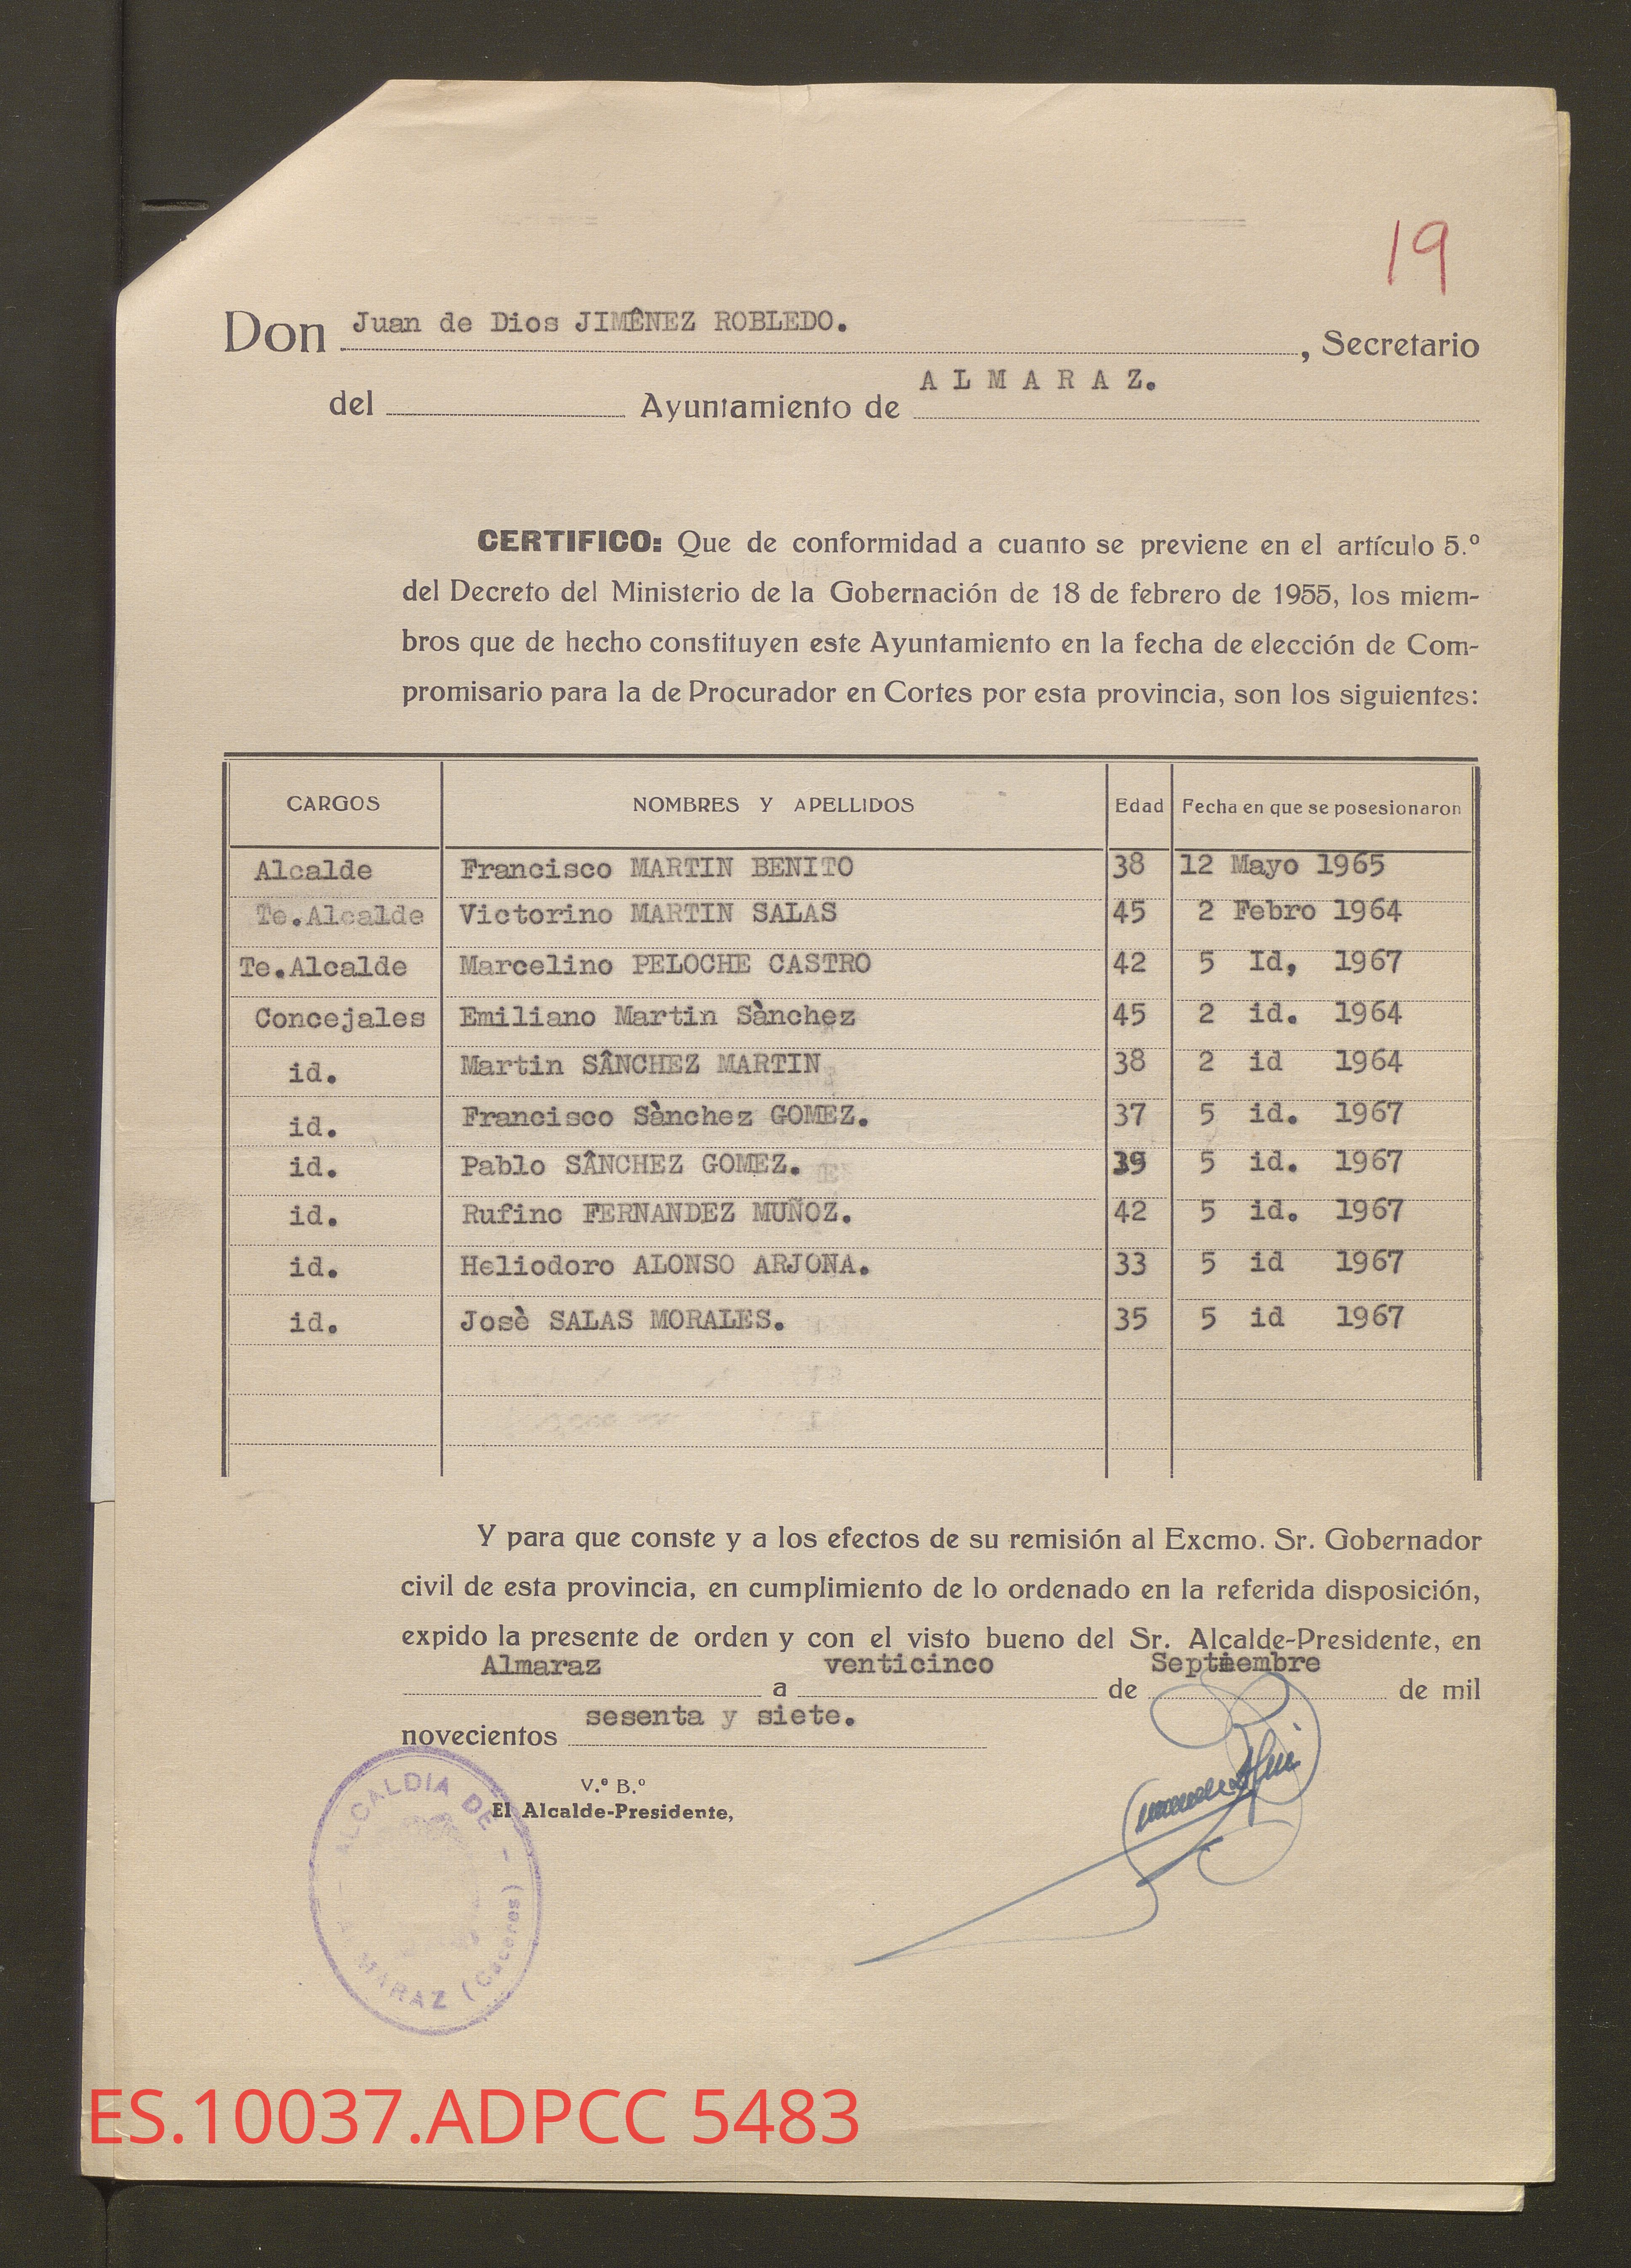 19
Don Juan de Dios JIMÊNEZ ROBLEDO. , Secretario
del Ayuntamiento de A L M A R A Z.
CERTIFICO: Que de conformidad a cuanto se previene en el artículo 5.º
del Decreto del Ministerio de la Gobernación de 18 de febrero de 1955, los miem-
bros que de hecho constituyen este Ayuntamiento en la fecha de elección de Com-
promisario para la de Procurador en Cortes por esta provincia, son los siguientes:
CARGOS NOMBRES Y APELLIDOS Edad Fecha en que se posesionaron
Alcalde Francisco MARTIN BENITO 38 12 Mayo 1965
Te.Alcalde Victorino MARTIN SALAS 45 2 Febro 1964
Te.Alcalde Marcelino PELOCHE CASTRO 42 5 Id, 1967
Concejales Emiliano Martin Sànchez 45 2 id. 1964
id. Martin SÂNCHEZ MARTIN 38 2 id 1964
id. Francisco Sànchez GOMEZ. 37 5 id. 1967
id. Pablo SÂNCHEZ GOMEZ. 39 5 id. 1967
id. Rufino FERNANDEZ MUÑOZ. 42 5 id. 1967
id. Heliodoro ALONSO ARJONA. 33 5 id 1967
id. Josè SALAS MORALES. 35 5 id 1967
Y para que conste y a los efectos de su remisión al Excmo. Sr. Gobernador
civil de esta provincia, en cumplimiento de lo ordenado en la referida disposición,
expido la presente de orden y con el visto bueno del Sr. Alcalde-Presidente, en
Almaraz a venticinco de Septiembre de mil
novecientos sesenta y siete.
V.º B.º
El Alcalde-Presidente,
ALCALDIA DE
ALMARAZ (Caceres)
ES.10037.ADPCC 5483